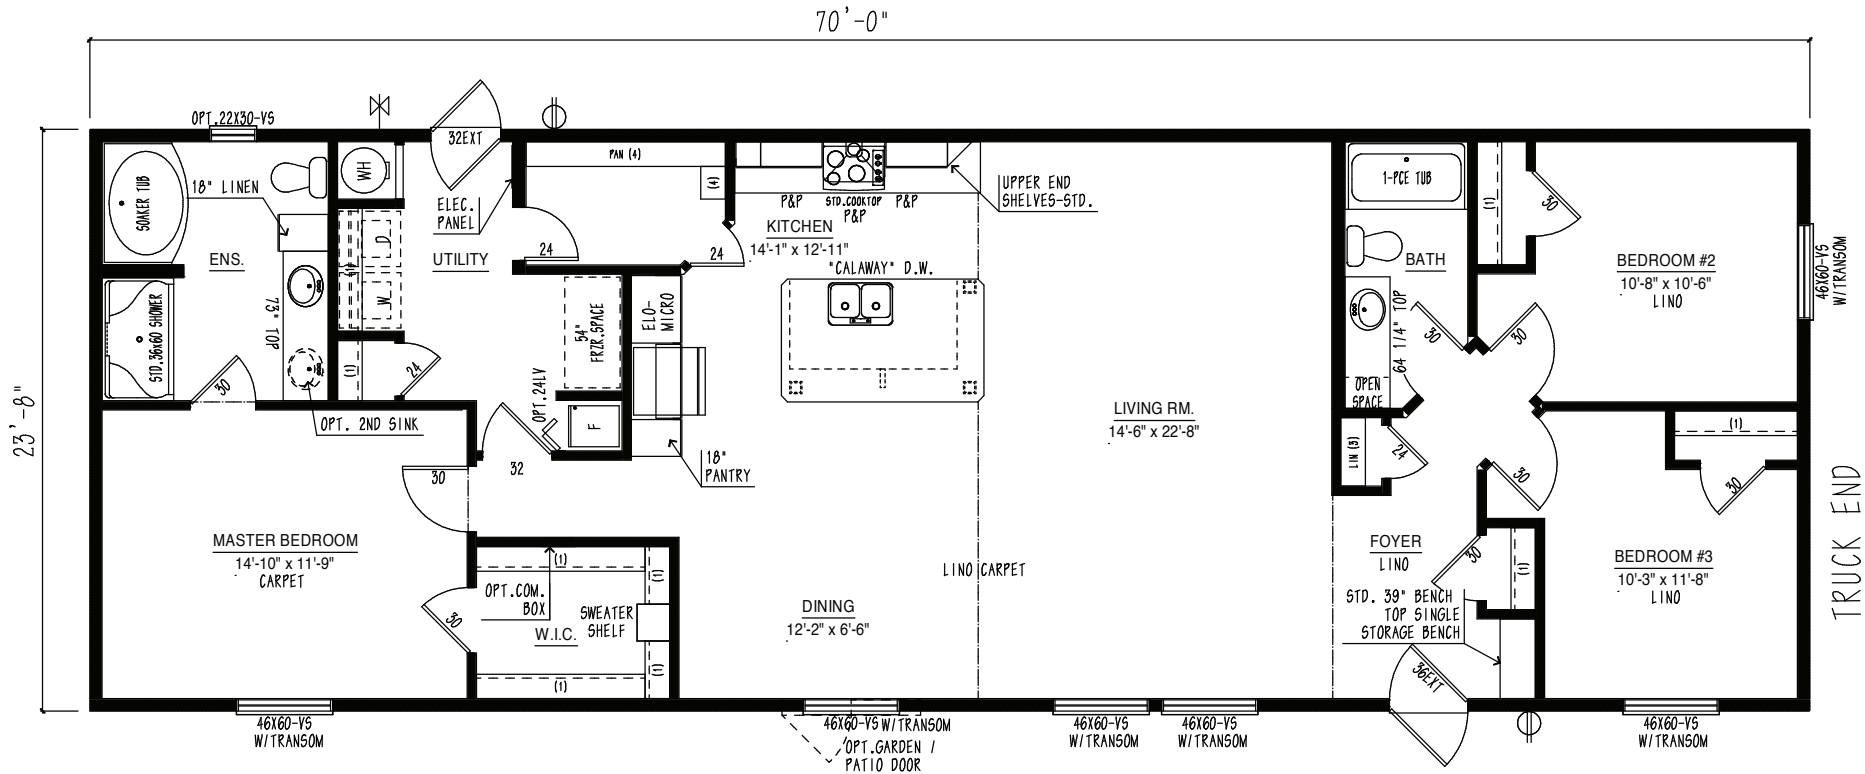 70'-0"
OPT.22X30-VS
32EXT
SOAKER TUB
18" LINEN
WH
ELEC.
PANEL
PAN (4)
(4)
P&P
STD.COOKTOP
P&P
P&P
UPPER END
SHELVES-STD.
1-PCE TUB
(1)
30
ENS.
(1)
D
W
UTILITY
24
KITCHEN
14'-1" x 12'-11"
24
"CALAWAY" D.W.
BATH
BEDROOM #2
10'-8" x 10'-6"
LINO
46X60-VS
W/TRANSOM
STD.36x60 SHOWER
73" TOP
30
OPT. 2ND SINK
(1)
24
54"
FRZR.SPACE
ELO-
MICRO
OPT.24LV
F
18"
PANTRY
30
64 1/4" TOP
OPEN
SPACE
30
LIVING RM.
14'-6" x 22'-8"
LIN (3)
24
30
(1)
30
23'-8"
30
32
TRUCK END
MASTER BEDROOM
14'-10" x 11'-9"
CARPET
30
(1)
(1)
OPT.COM.
BOX
W.I.C.
SWEATER
SHELF
(1)
(1)
DINING
12'-2" x 6'-6"
LINO CARPET
FOYER
LINO
30
(1)
STD. 39" BENCH
TOP SINGLE
STORAGE BENCH
36EXT
BEDROOM #3
10'-3" x 11'-8"
LINO
46X60-VS
W/TRANSOM
46X60-VS W/TRANSOM
OPT.GARDEN /
PATIO DOOR
46X60-VS
W/TRANSOM
46X60-VS
W/TRANSOM
46X60-VS
W/TRANSOM